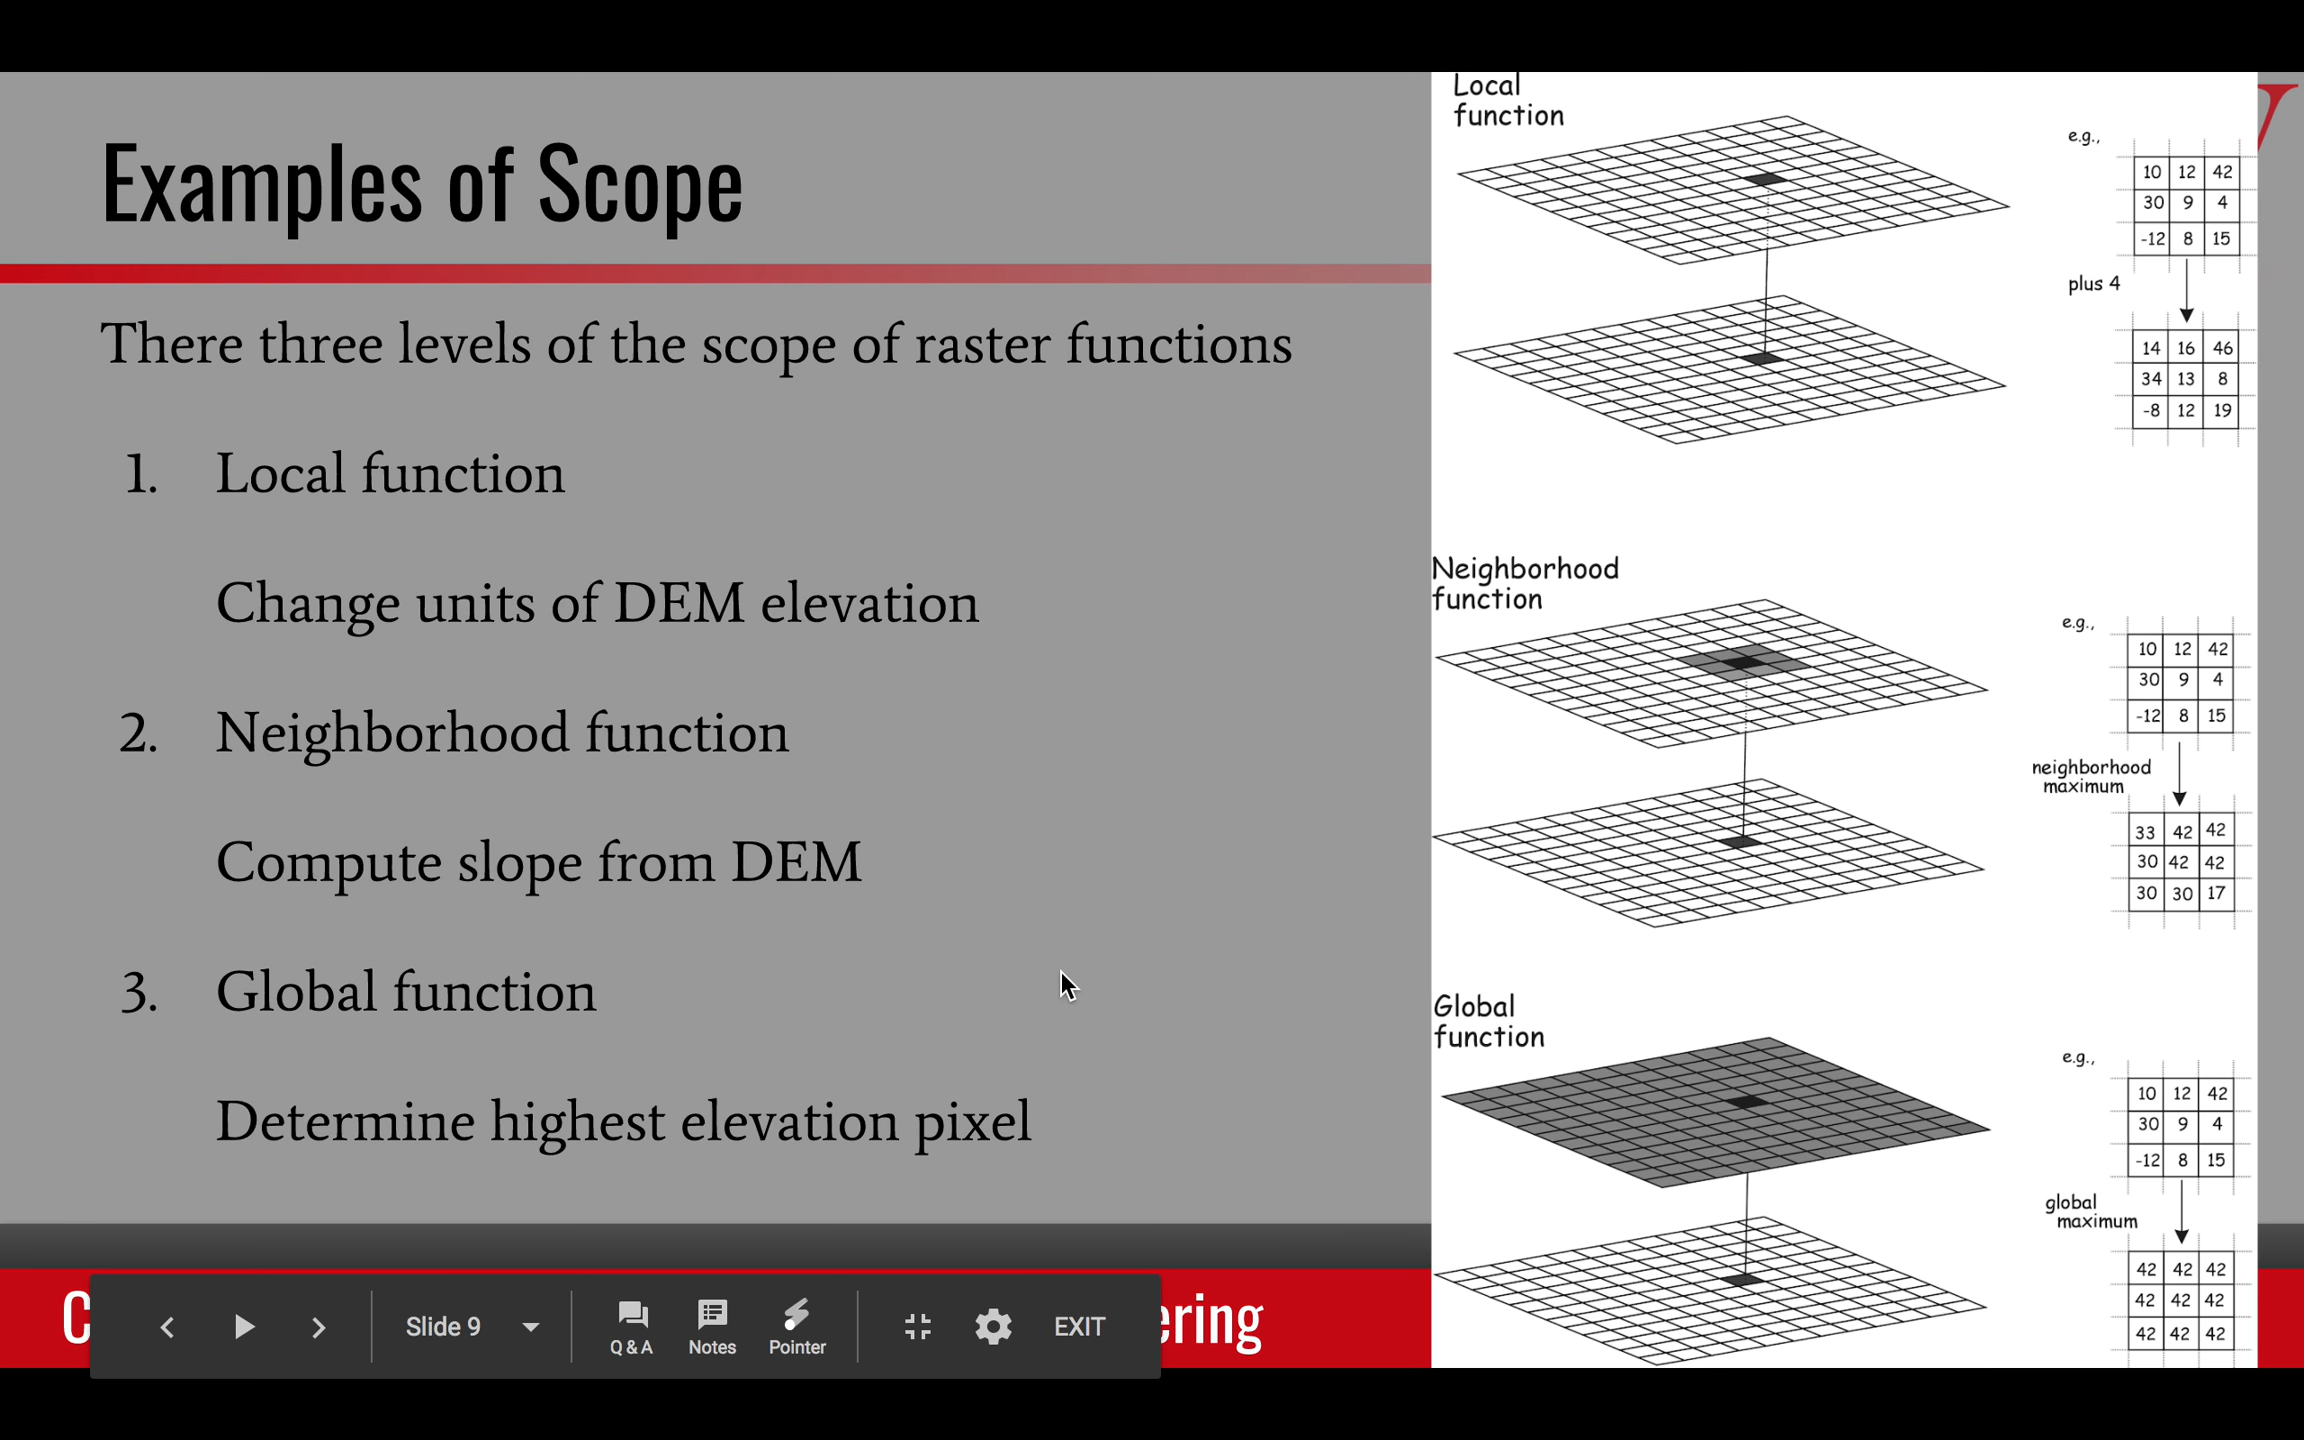 Examples of Scope
There three levels of the scope of raster functions
1. Local function
Change units of DEM elevation
2. Neighborhood function
Compute slope from DEM
3. Global function
Determine highest elevation pixel
Local
function
e.g.,
10 12 42
30 9 4
-12 8 15
plus 4
14 16 46
34 13 8
-8 12 19
Neighborhood
function
e.g.,
10 12 42
30 9 4
-12 8 15
neighborhood
maximum
33 42 42
30 42 42
30 30 17
Global
function
e.g.,
10 12 42
30 9 4
-12 8 15
global
maximum
42 42 42
42 42 42
42 42 42
Slide 9
Q & A
Notes
Pointer
EXIT